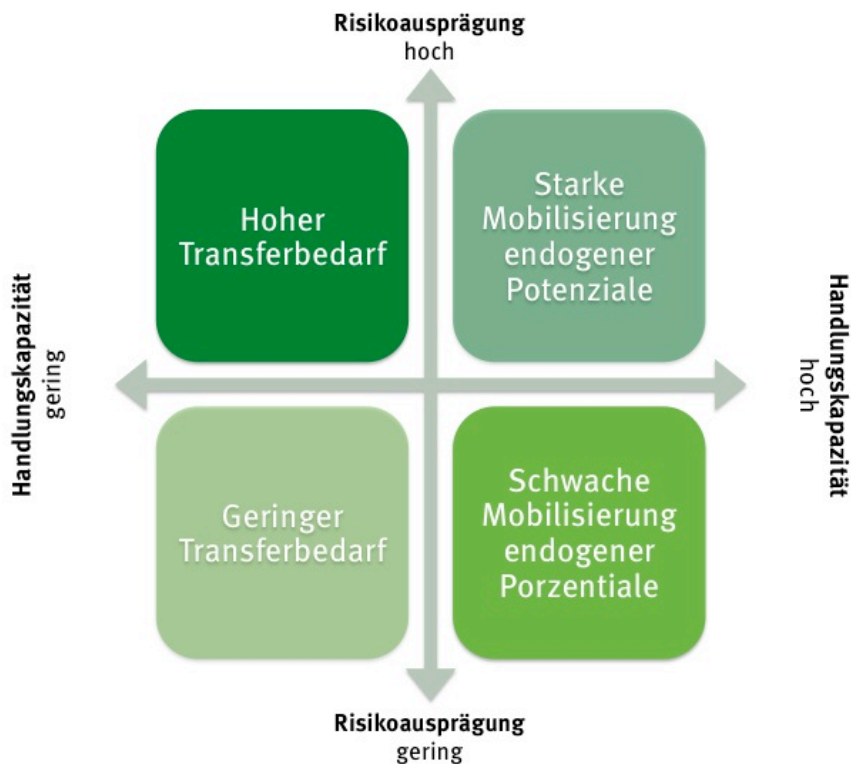 Risikoausprägung
hoch
Hoher
Transferbedarf
Starke
Mobilisierung
endogener
Potenziale
Handlungskapazität
gering
Handlungskapazität
hoch
Geringer
Transferbedarf
Schwache
Mobilisierung
endogener
Porzentiale
Risikoausprägung
gering